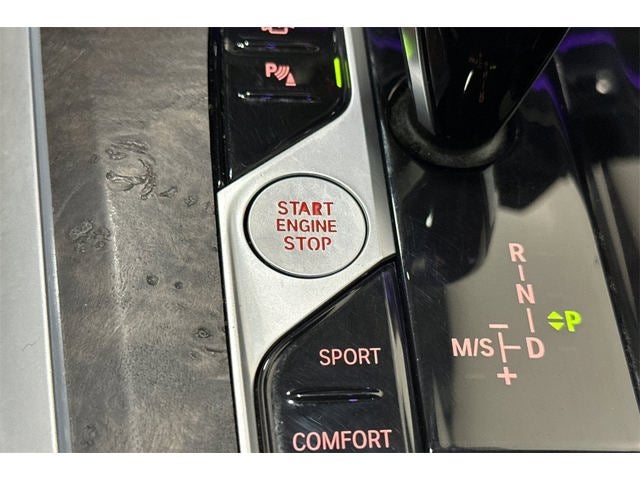 P
START
ENGINE
STOP
SPORT
COMFORT
R
N
P
M/S
D
+